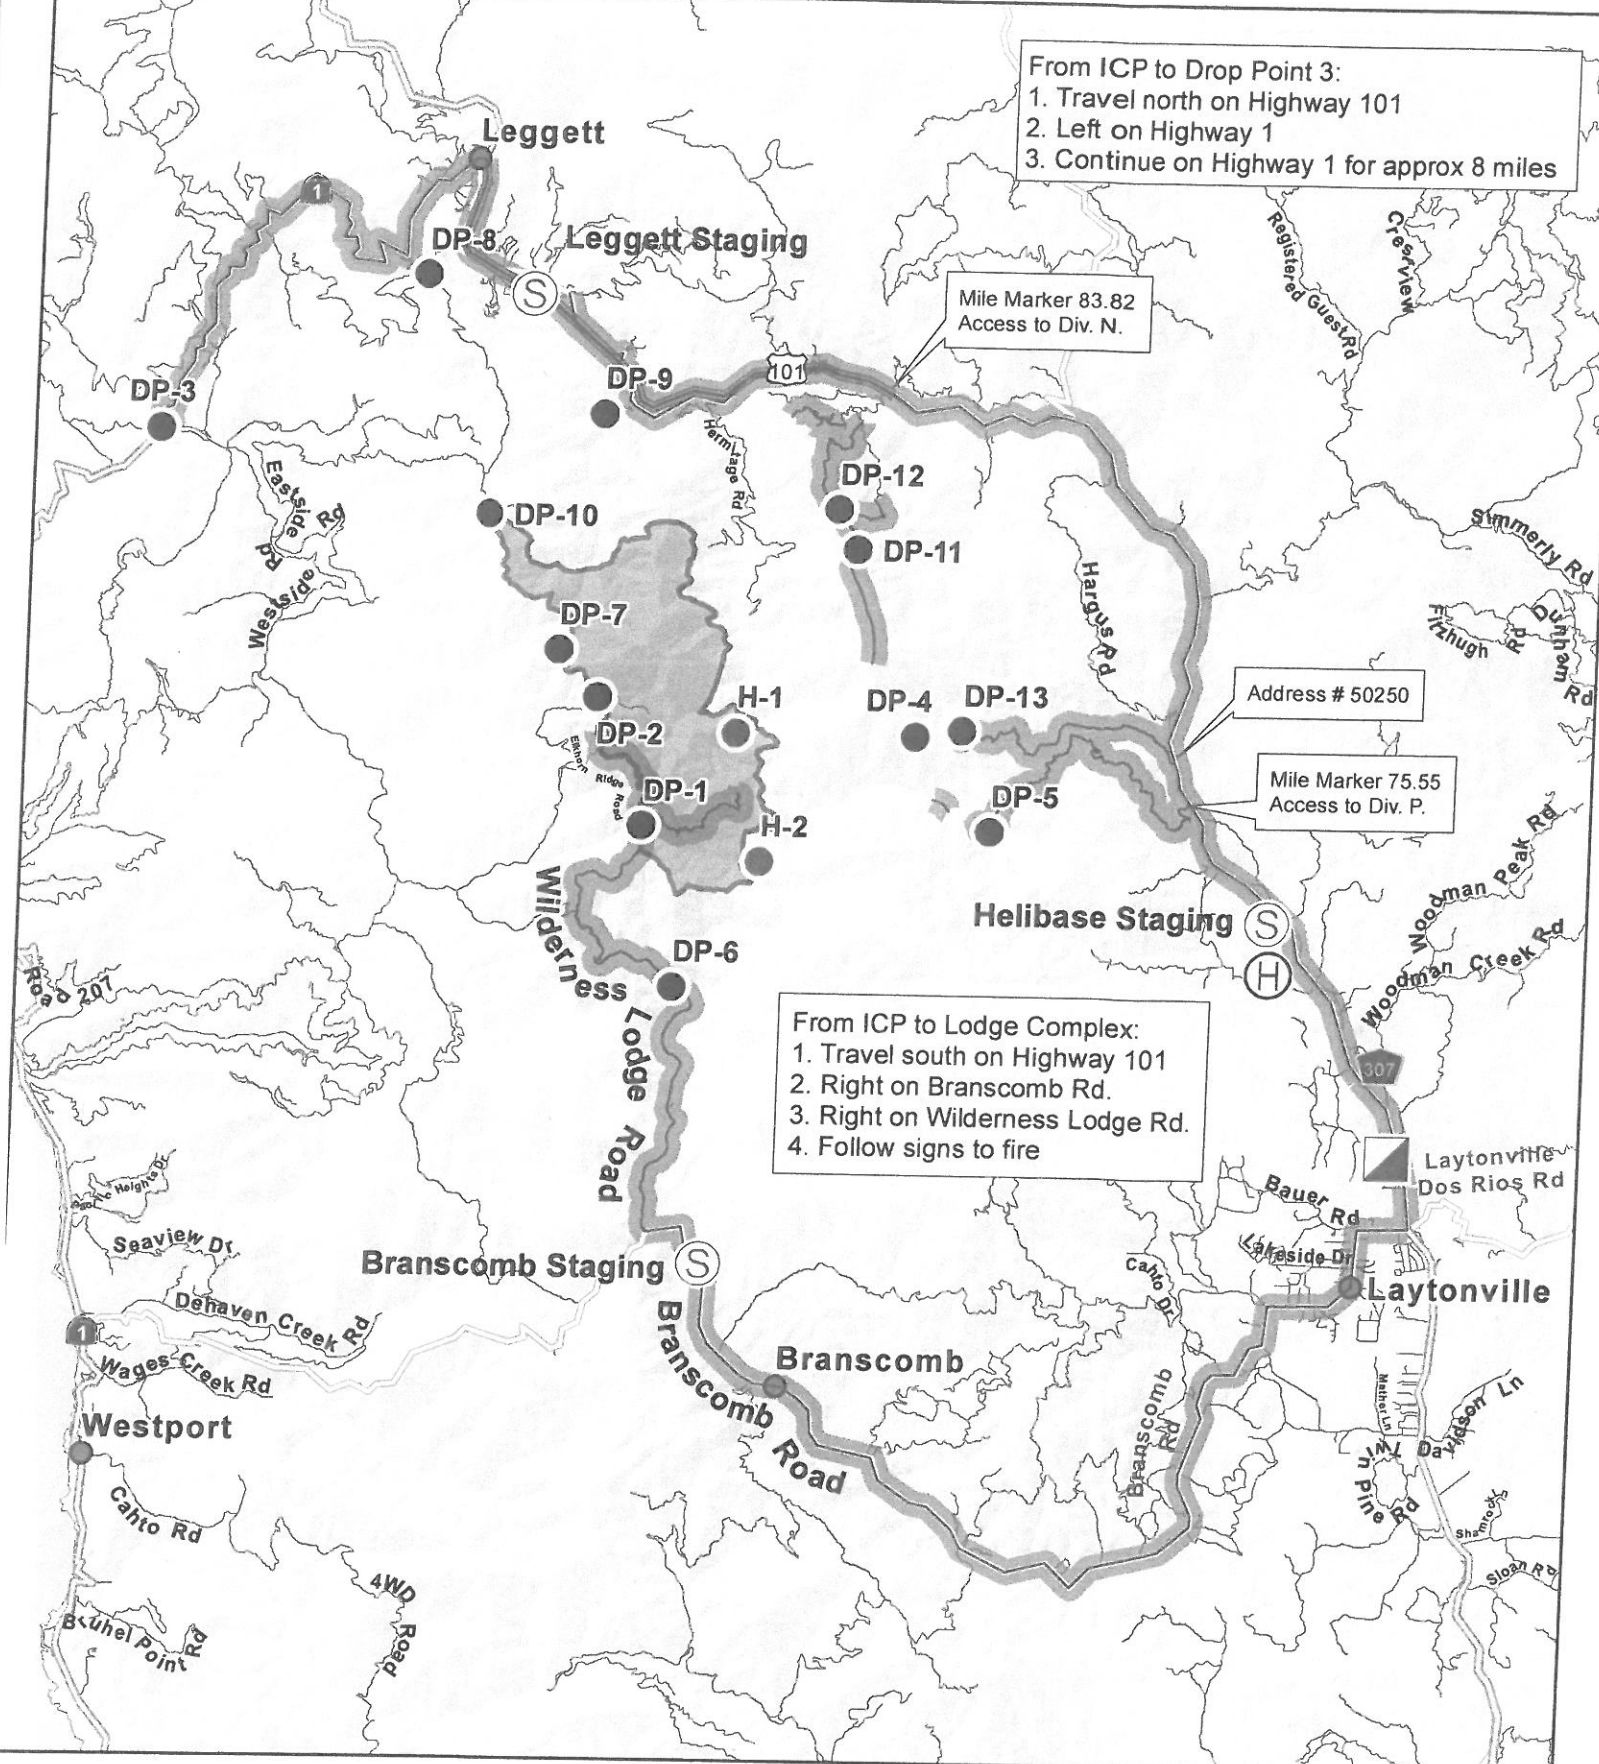 From ICP to Drop Point 3:
1. Travel north on Highway 101
2. Left on Highway 1
3. Continue on Highway 1 for approx 8 miles
Leggett
1
DP-8
Leggett Staging
S
Registered Guest Rd
Crestview
Mile Marker 83.82
Access to Div. N.
101
DP-3
DP-9
Hermitage Rd
Eastside Rd
Rd
Westside
DP-12
DP-10
DP-11
Simmerly Rd
Hargus Rd
Fitzhugh Rd
Dunham Rd
DP-7
DP-4
DP-13
H-1
Address # 50250
DP-2
Elkhorn Ridge Road
DP-1
DP-5
Mile Marker 75.55
Access to Div. P.
H-2
Woodman Peak Rd
Helibase Staging
S
H
Woodman Creek Rd
Wilderness Lodge Road
DP-6
Road 207
From ICP to Lodge Complex:
1. Travel south on Highway 101
2. Right on Branscomb Rd.
3. Right on Wilderness Lodge Rd.
4. Follow signs to fire
307
Laytonville
Dos Rios Rd
Bauer Rd
Lakeside Dr
Laytonville
Cahto Dr
Heights Dr
Seaview Dr
Branscomb Staging
S
Dehaven Creek Rd
1
Wages Creek Rd
Branscomb Road
Branscomb
Branscomb Rd
Westport
Mather Ln
Davidson Ln
Pine Rd
Cahto Rd
Shamrock
Sloan Rd
4WD Road
Bruhel Point Rd